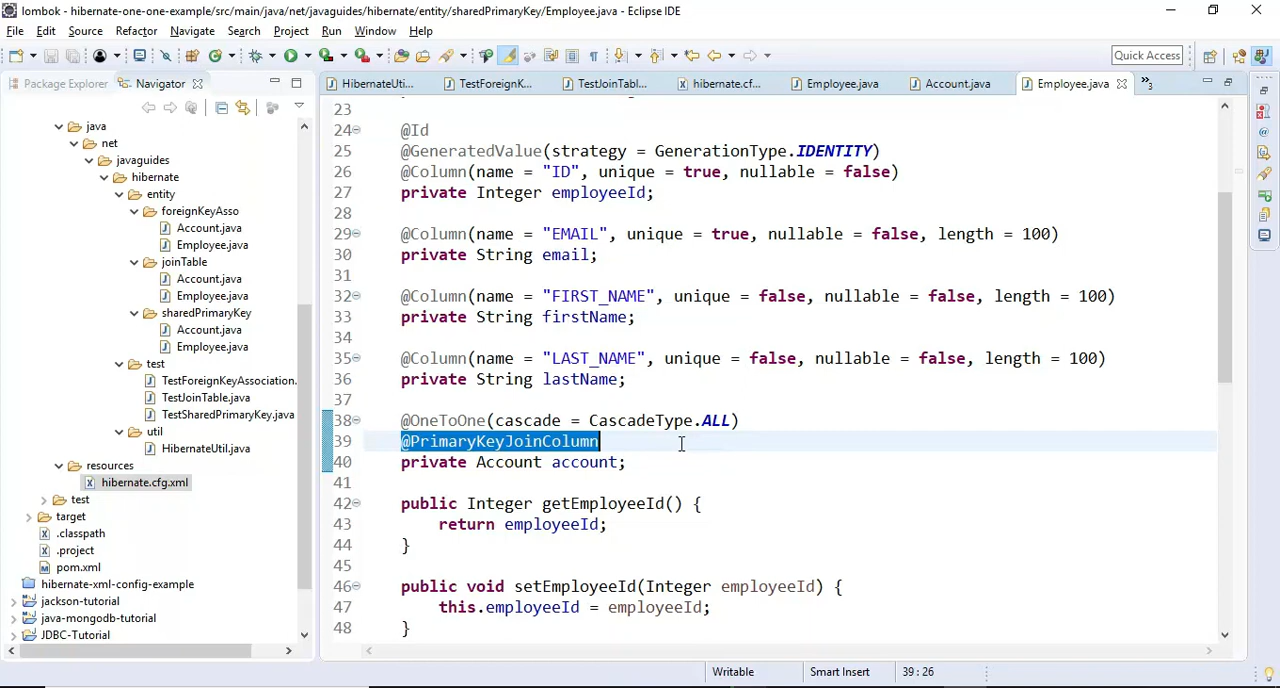 lombok - hibernate-one-one-example/src/main/java/net/javaguides/hibernate/entity/sharedPrimaryKey/Employee.java - Eclipse IDE
File Edit Source Refactor Navigate Search Project Run Window Help
Quick Access
Package Explorer Navigator
HibernateUti... TestForeignK... TestJoinTabl... hibernate.cf... Employee.java Account.java Employee.java »3
java
net
javaguides
hibernate
entity
foreignKeyAsso
Account.java
Employee.java
joinTable
Account.java
Employee.java
sharedPrimaryKey
Account.java
Employee.java
test
TestForeignKeyAssociation.
TestJoinTable.java
TestSharedPrimaryKey.java
util
HibernateUtil.java
resources
hibernate.cfg.xml
test
target
.classpath
.project
pom.xml
hibernate-xml-config-example
jackson-tutorial
java-mongodb-tutorial
JDBC-Tutorial
23
24 @Id
25 @GeneratedValue(strategy = GenerationType.IDENTITY)
26 @Column(name = "ID", unique = true, nullable = false)
27 private Integer employeeId;
28
29 @Column(name = "EMAIL", unique = true, nullable = false, length = 100)
30 private String email;
31
32 @Column(name = "FIRST_NAME", unique = false, nullable = false, length = 100)
33 private String firstName;
34
35 @Column(name = "LAST_NAME", unique = false, nullable = false, length = 100)
36 private String lastName;
37
38 @OneToOne(cascade = CascadeType.ALL)
39 @PrimaryKeyJoinColumn
40 private Account account;
41
42 public Integer getEmployeeId() {
43 return employeeId;
44 }
45
46 public void setEmployeeId(Integer employeeId) {
47 this.employeeId = employeeId;
48 }
Writable Smart Insert 39 : 26